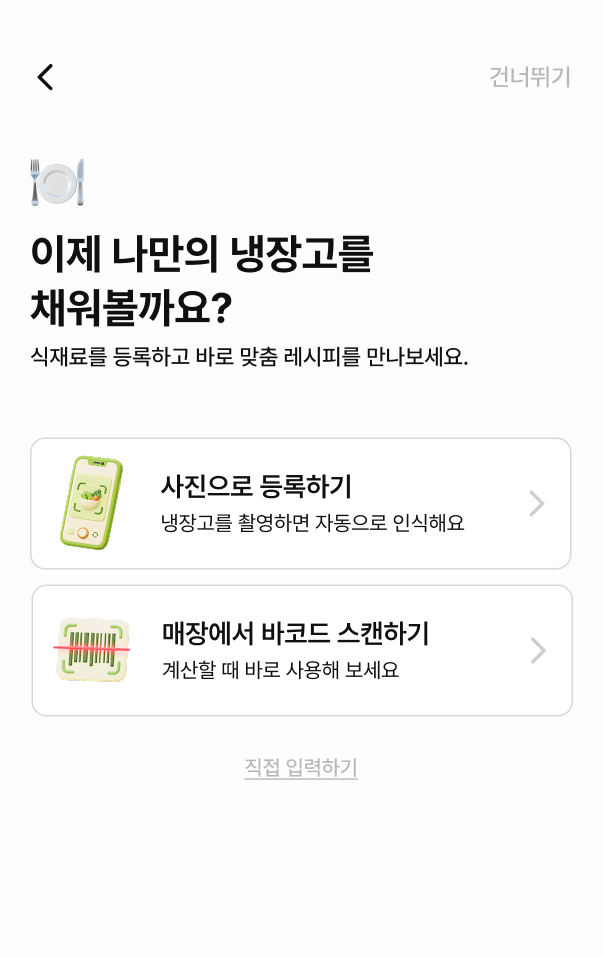 건너뛰기
이제 나만의 냉장고를
채워볼까요?
식재료를 등록하고 바로 맞춤 레시피를 만나보세요.
사진으로 등록하기
냉장고를 촬영하면 자동으로 인식해요
매장에서 바코드 스캔하기
계산할 때 바로 사용해 보세요
직접 입력하기